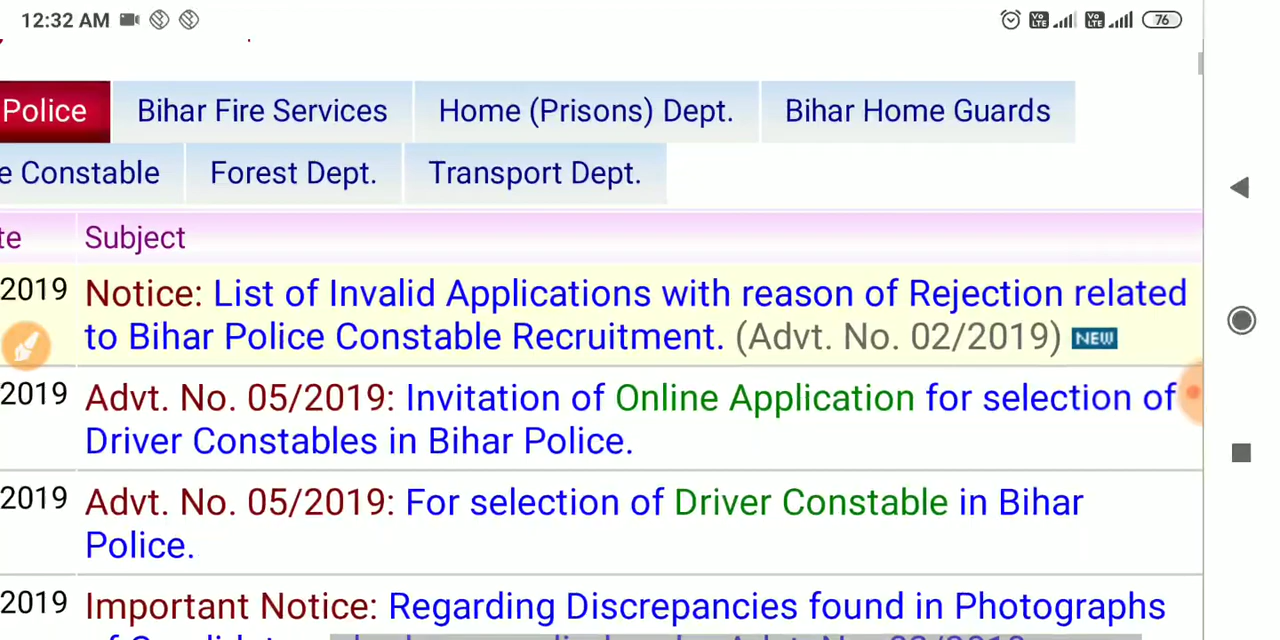 12:32 AM
VoLTE VoLTE 76
Police Bihar Fire Services Home (Prisons) Dept. Bihar Home Guards
e Constable Forest Dept. Transport Dept.
te Subject
2019 Notice: List of Invalid Applications with reason of Rejection related
to Bihar Police Constable Recruitment. (Advt. No. 02/2019) NEW
2019 Advt. No. 05/2019: Invitation of Online Application for selection of
Driver Constables in Bihar Police.
2019 Advt. No. 05/2019: For selection of Driver Constable in Bihar
Police.
2019 Important Notice: Regarding Discrepancies found in Photographs